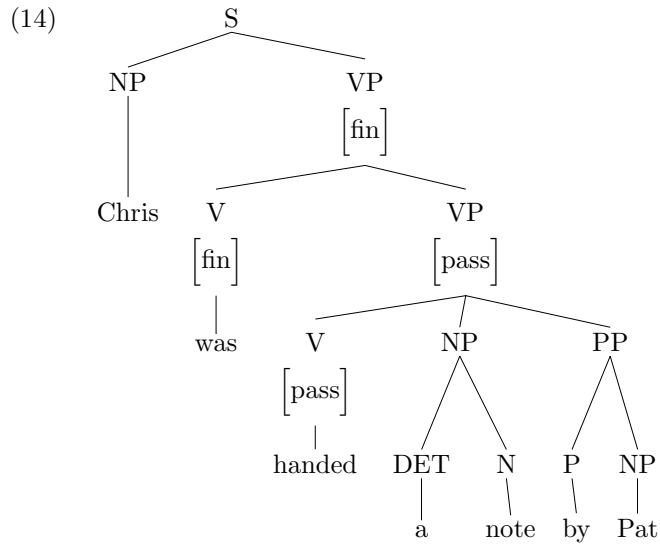 (14) S
NP VP
[fin]
Chris V VP
[fin] [pass]
was V NP PP
[pass]
handed DET N P NP
a note by Pat